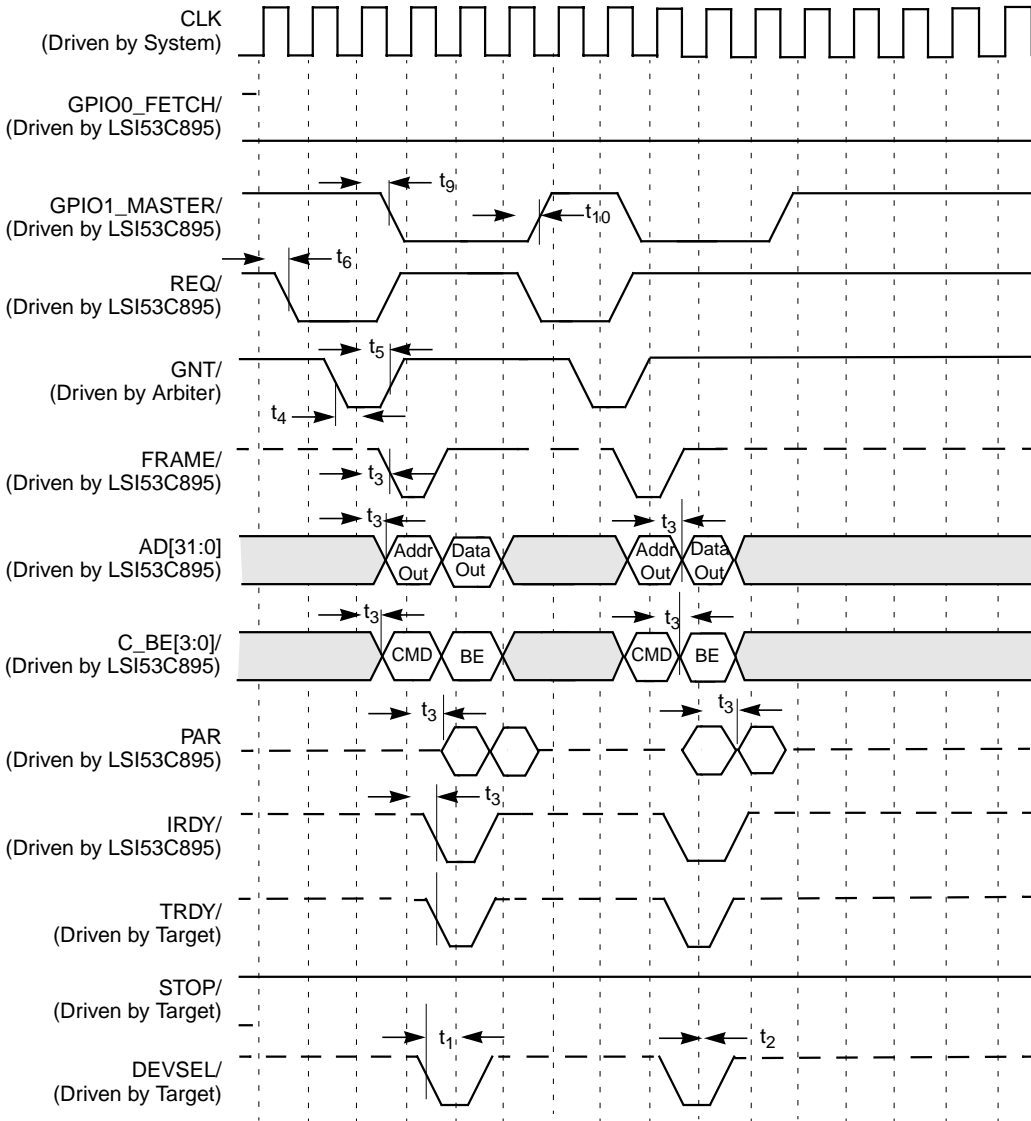 CLK
(Driven by System)
GPIO0_FETCH/
(Driven by LSI53C895)
GPIO1_MASTER/
(Driven by LSI53C895)
t9
t10
REQ/
(Driven by LSI53C895)
t6
GNT/
(Driven by Arbiter)
t5
t4
FRAME/
(Driven by LSI53C895)
t3
AD[31:0]
(Driven by LSI53C895)
t3
t3
Addr
Out
Data
Out
Addr
Out
Data
Out
C_BE[3:0]/
(Driven by LSI53C895)
t3
t3
CMD
BE
CMD
BE
PAR
(Driven by LSI53C895)
t3
t3
IRDY/
(Driven by LSI53C895)
t3
TRDY/
(Driven by Target)
STOP/
(Driven by Target)
DEVSEL/
(Driven by Target)
t1
t2